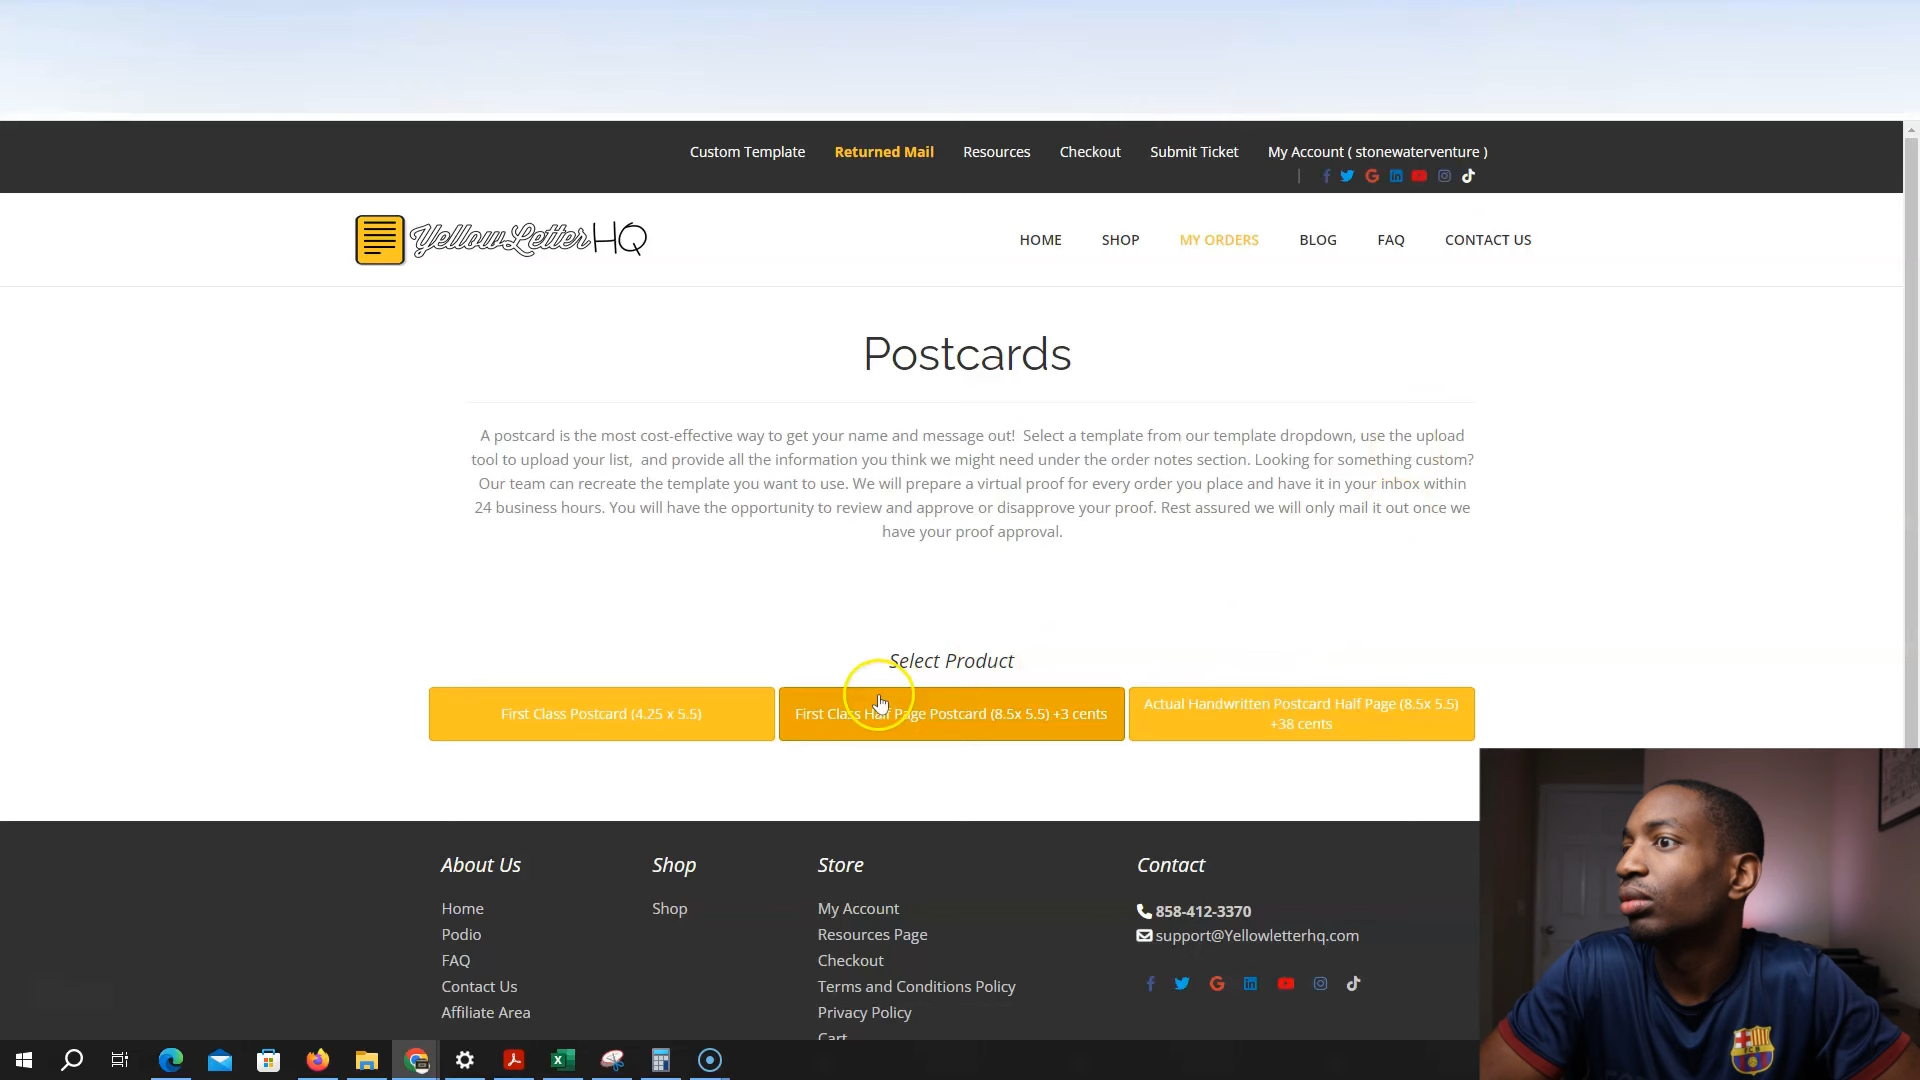 Custom Template Returned Mail Resources Checkout Submit Ticket My Account ( stonewaterventure )
YellowLetterHQ
HOME SHOP MY ORDERS BLOG FAQ CONTACT US
Postcards
A postcard is the most cost-effective way to get your name and message out! Select a template from our template dropdown, use the upload
tool to upload your list, and provide all the information you think we might need under the order notes section. Looking for something custom?
Our team can recreate the template you want to use. We will prepare a virtual proof for every order you place and have it in your inbox within
24 business hours. You will have the opportunity to review and approve or disapprove your proof. Rest assured we will only mail it out once we
have your proof approval.
Select Product
First Class Postcard (4.25 x 5.5)
First Class Half Page Postcard (8.5x 5.5) +3 cents
Actual Handwritten Postcard Half Page (8.5x 5.5)
+38 cents
About Us
Home
Podio
FAQ
Contact Us
Affiliate Area
Shop
Shop
Store
My Account
Resources Page
Checkout
Terms and Conditions Policy
Privacy Policy
Cart
Contact
858-412-3370
support@Yellowletterhq.com